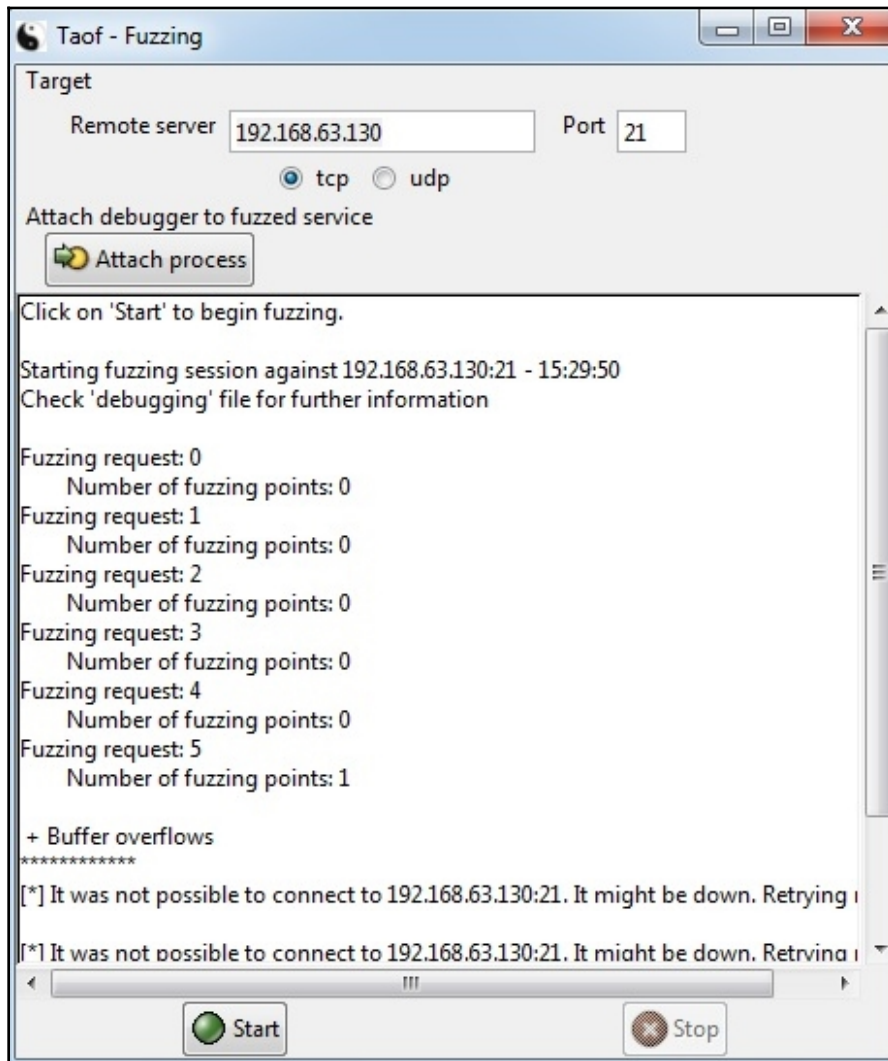 Taof - Fuzzing
Target
Remote server 192.168.63.130 Port 21
tcp udp
Attach debugger to fuzzed service
Attach process
Click on 'Start' to begin fuzzing.
Starting fuzzing session against 192.168.63.130:21 - 15:29:50
Check 'debugging' file for further information
Fuzzing request: 0
Number of fuzzing points: 0
Fuzzing request: 1
Number of fuzzing points: 0
Fuzzing request: 2
Number of fuzzing points: 0
Fuzzing request: 3
Number of fuzzing points: 0
Fuzzing request: 4
Number of fuzzing points: 0
Fuzzing request: 5
Number of fuzzing points: 1
+ Buffer overflows
************
[*] It was not possible to connect to 192.168.63.130:21. It might be down. Retrying
[*] It was not possible to connect to 192.168.63.130:21. It might be down. Retrying
Start Stop